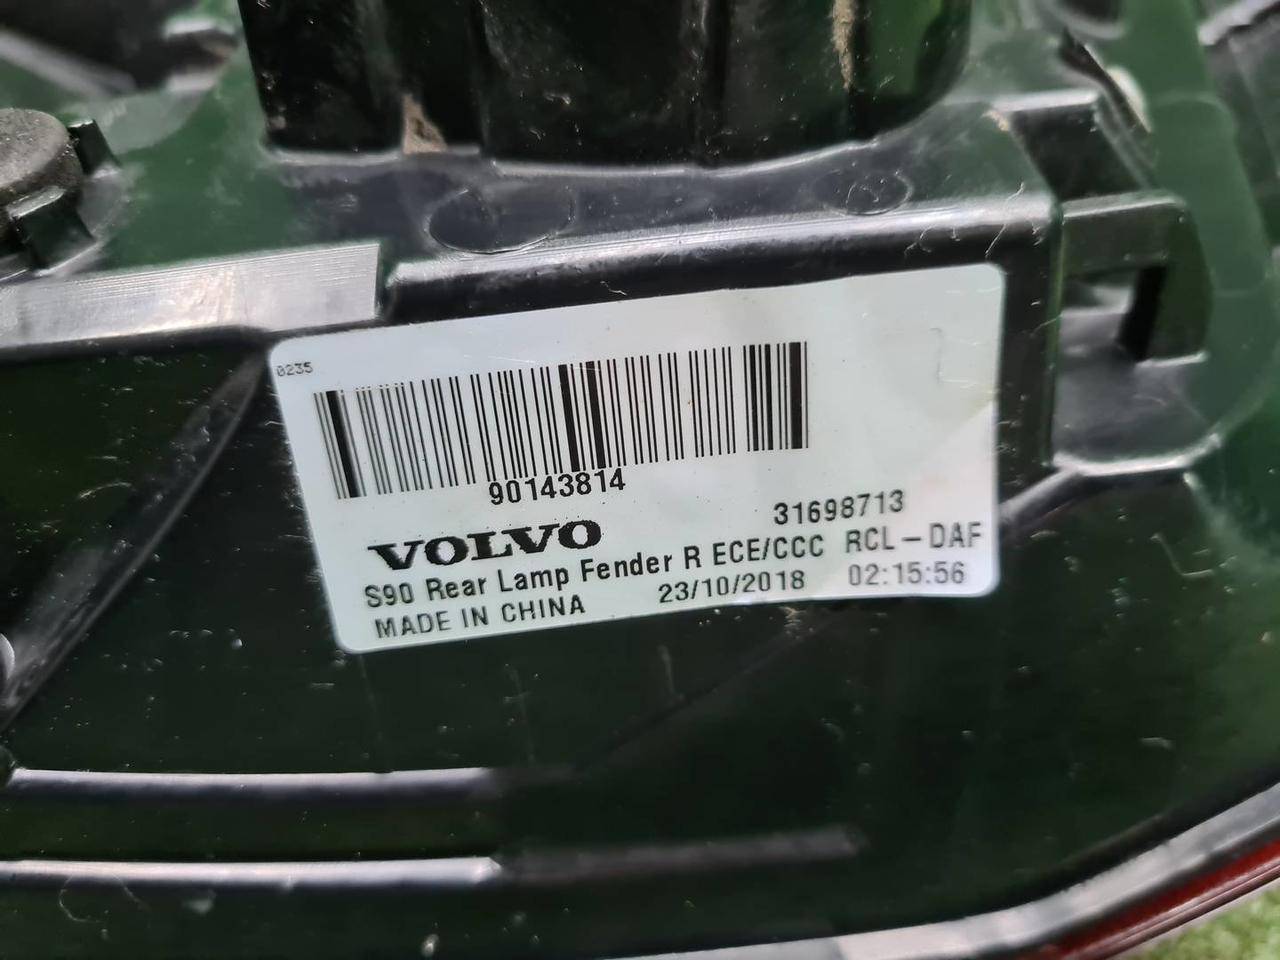 0235
90143814
VOLVO 31698713
S90 Rear Lamp Fender R ECE/CCC RCL-DAF
MADE IN CHINA 23/10/2018 02:15:56